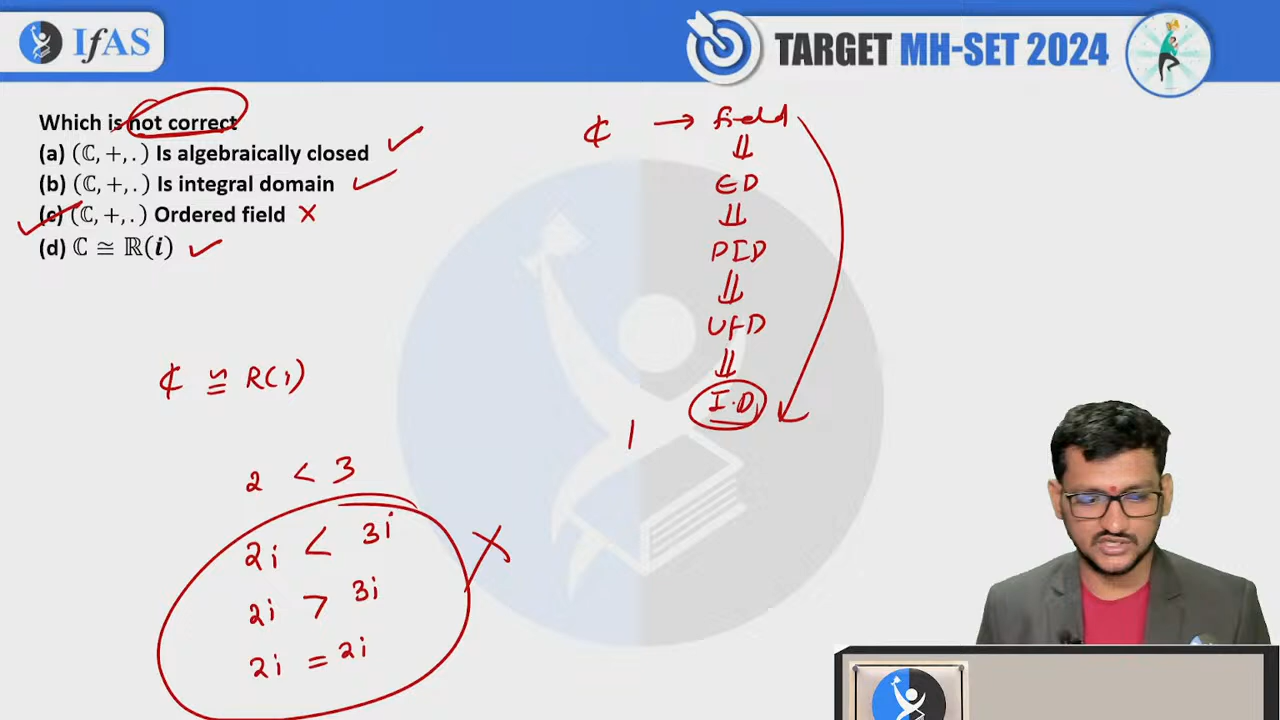 IfAS
TARGET MH-SET 2024
Which is not correct
(a) (ℂ, +, .) Is algebraically closed
(b) (ℂ, +, .) Is integral domain
(c) (ℂ, +, .) Ordered field
(d) ℂ ≅ ℝ(i)
₵ → field
⇓
ED
⇓
PID
⇓
UFD
⇓
I.D
₵ ≅ R(i)
2 < 3
2i < 3i
2i > 3i
2i = 2i